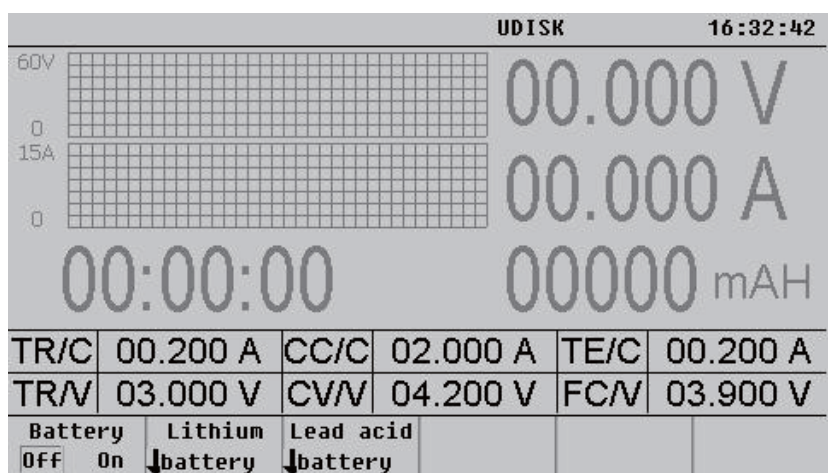 UDISK 16:32:42
60V
00.000 V
0
15A
00.000 A
0
00:00:00 00000 mAH
TR/C 00.200 A CC/C 02.000 A TE/C 00.200 A
TR/V 03.000 V CV/V 04.200 V FC/V 03.900 V
Battery Lithium Lead acid
Off On battery battery